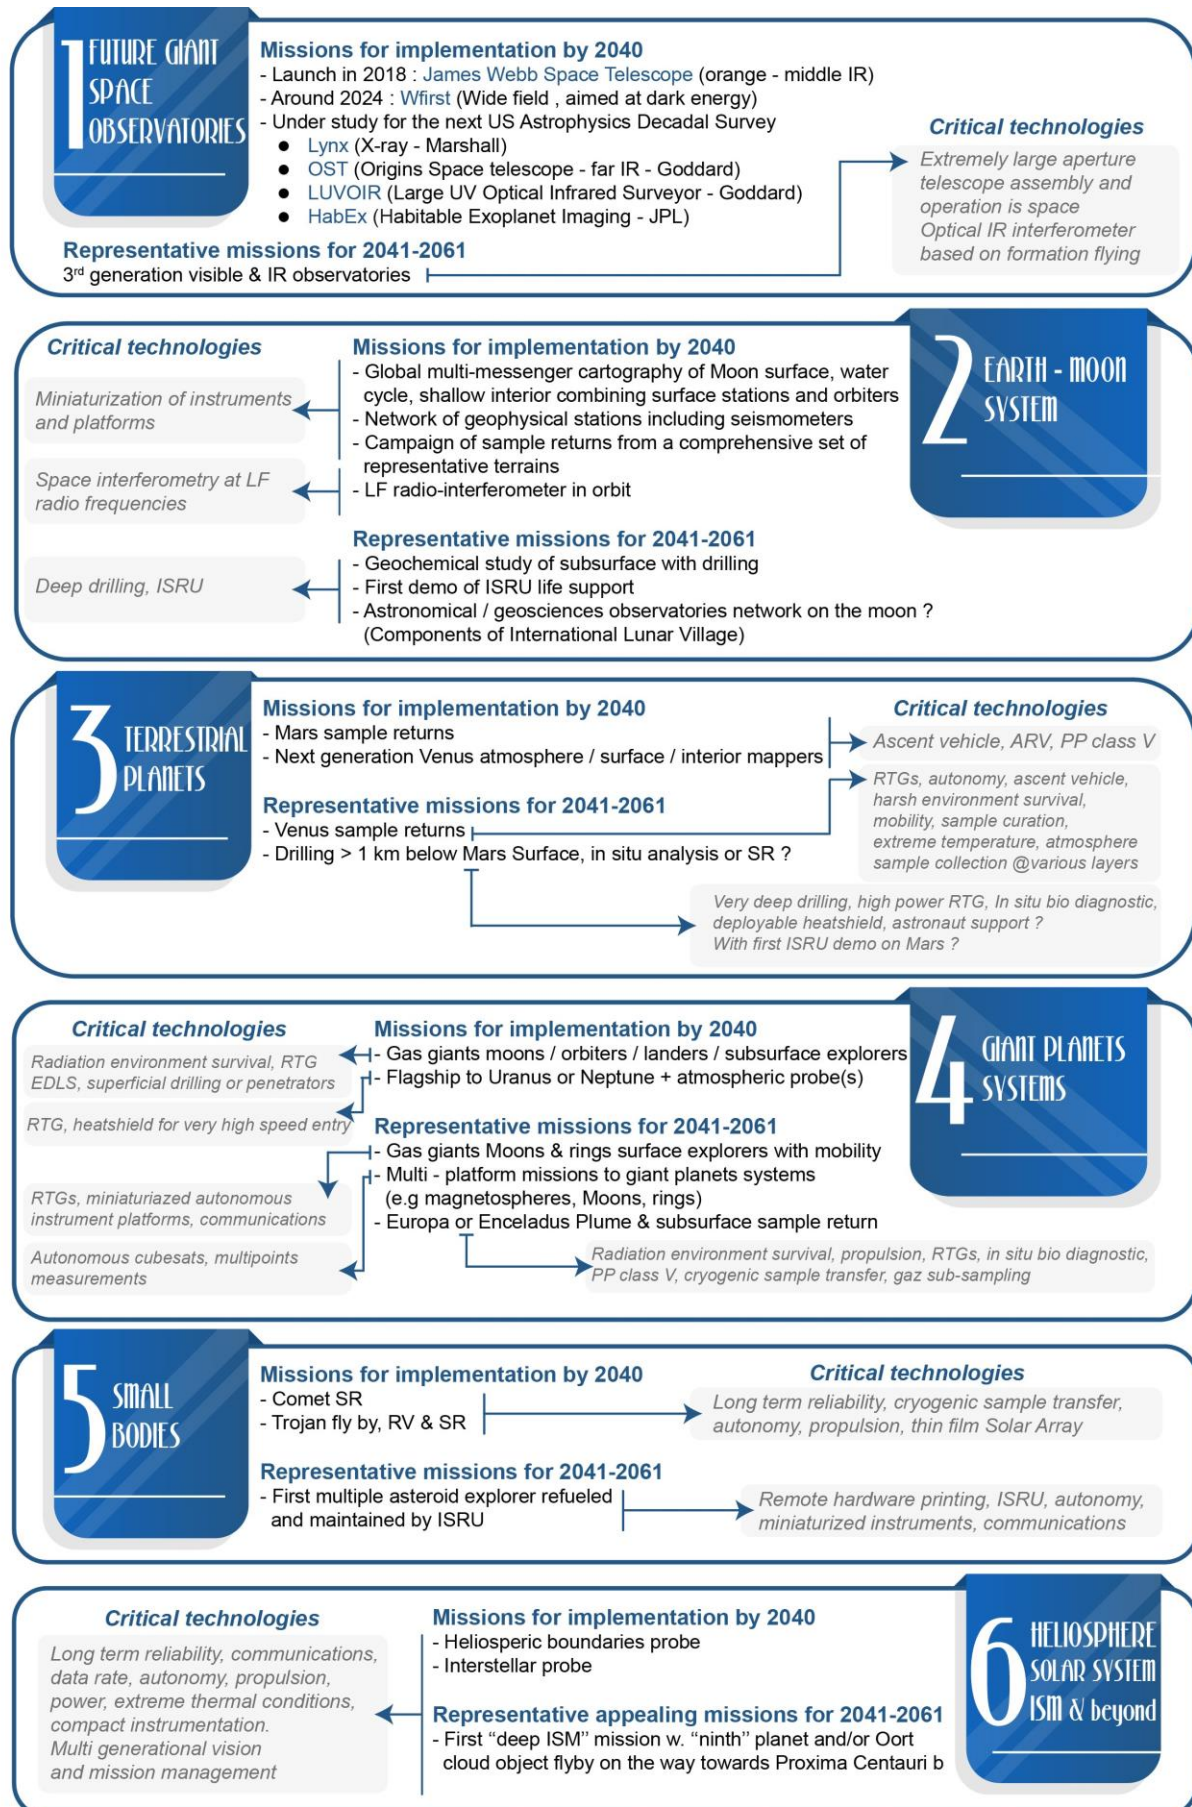 1 FUTURE GIANT
SPACE
OBSERVATORIES
Missions for implementation by 2040
- Launch in 2018 : James Webb Space Telescope (orange - middle IR)
- Around 2024 : Wfirst (Wide field , aimed at dark energy)
- Under study for the next US Astrophysics Decadal Survey
● Lynx (X-ray - Marshall)
● OST (Origins Space telescope - far IR - Goddard)
● LUVOIR (Large UV Optical Infrared Surveyor - Goddard)
● HabEx (Habitable Exoplanet Imaging - JPL)
Representative missions for 2041-2061
3rd generation visible & IR observatories
Critical technologies
Extremely large aperture
telescope assembly and
operation is space
Optical IR interferometer
based on formation flying
2 EARTH - MOON
SYSTEM
Critical technologies
Miniaturization of instruments
and platforms
Space interferometry at LF
radio frequencies
Deep drilling, ISRU
Missions for implementation by 2040
- Global multi-messenger cartography of Moon surface, water
cycle, shallow interior combining surface stations and orbiters
- Network of geophysical stations including seismometers
- Campaign of sample returns from a comprehensive set of
representative terrains
- LF radio-interferometer in orbit
Representative missions for 2041-2061
- Geochemical study of subsurface with drilling
- First demo of ISRU life support
- Astronomical / geosciences observatories network on the moon ?
(Components of International Lunar Village)
3 TERRESTRIAL
PLANETS
Missions for implementation by 2040
- Mars sample returns
- Next generation Venus atmosphere / surface / interior mappers
Representative missions for 2041-2061
- Venus sample returns
- Drilling > 1 km below Mars Surface, in situ analysis or SR ?
Critical technologies
Ascent vehicle, ARV, PP class V
RTGs, autonomy, ascent vehicle,
harsh environment survival,
mobility, sample curation,
extreme temperature, atmosphere
sample collection @various layers
Very deep drilling, high power RTG, In situ bio diagnostic,
deployable heatshield, astronaut support ?
With first ISRU demo on Mars ?
4 GIANT PLANETS
SYSTEMS
Critical technologies
Radiation environment survival, RTG
EDLS, superficial drilling or penetrators
RTG, heatshield for very high speed entry
RTGs, miniaturiazed autonomous
instrument platforms, communications
Autonomous cubesats, multipoints
measurements
Missions for implementation by 2040
- Gas giants moons / orbiters / landers / subsurface explorers
- Flagship to Uranus or Neptune + atmospheric probe(s)
Representative missions for 2041-2061
- Gas giants Moons & rings surface explorers with mobility
- Multi - platform missions to giant planets systems
(e.g magnetospheres, Moons, rings)
- Europa or Enceladus Plume & subsurface sample return
Radiation environment survival, propulsion, RTGs, in situ bio diagnostic,
PP class V, cryogenic sample transfer, gaz sub-sampling
5 SMALL
BODIES
Missions for implementation by 2040
- Comet SR
- Trojan fly by, RV & SR
Representative missions for 2041-2061
- First multiple asteroid explorer refueled
and maintained by ISRU
Critical technologies
Long term reliability, cryogenic sample transfer,
autonomy, propulsion, thin film Solar Array
Remote hardware printing, ISRU, autonomy,
miniaturized instruments, communications
6 HELIOSPHERE
SOLAR SYSTEM
ISM & beyond
Critical technologies
Long term reliability, communications,
data rate, autonomy, propulsion,
power, extreme thermal conditions,
compact instrumentation.
Multi generational vision
and mission management
Missions for implementation by 2040
- Heliosperic boundaries probe
- Interstellar probe
Representative appealing missions for 2041-2061
- First "deep ISM" mission w. "ninth" planet and/or Oort
cloud object flyby on the way towards Proxima Centauri b